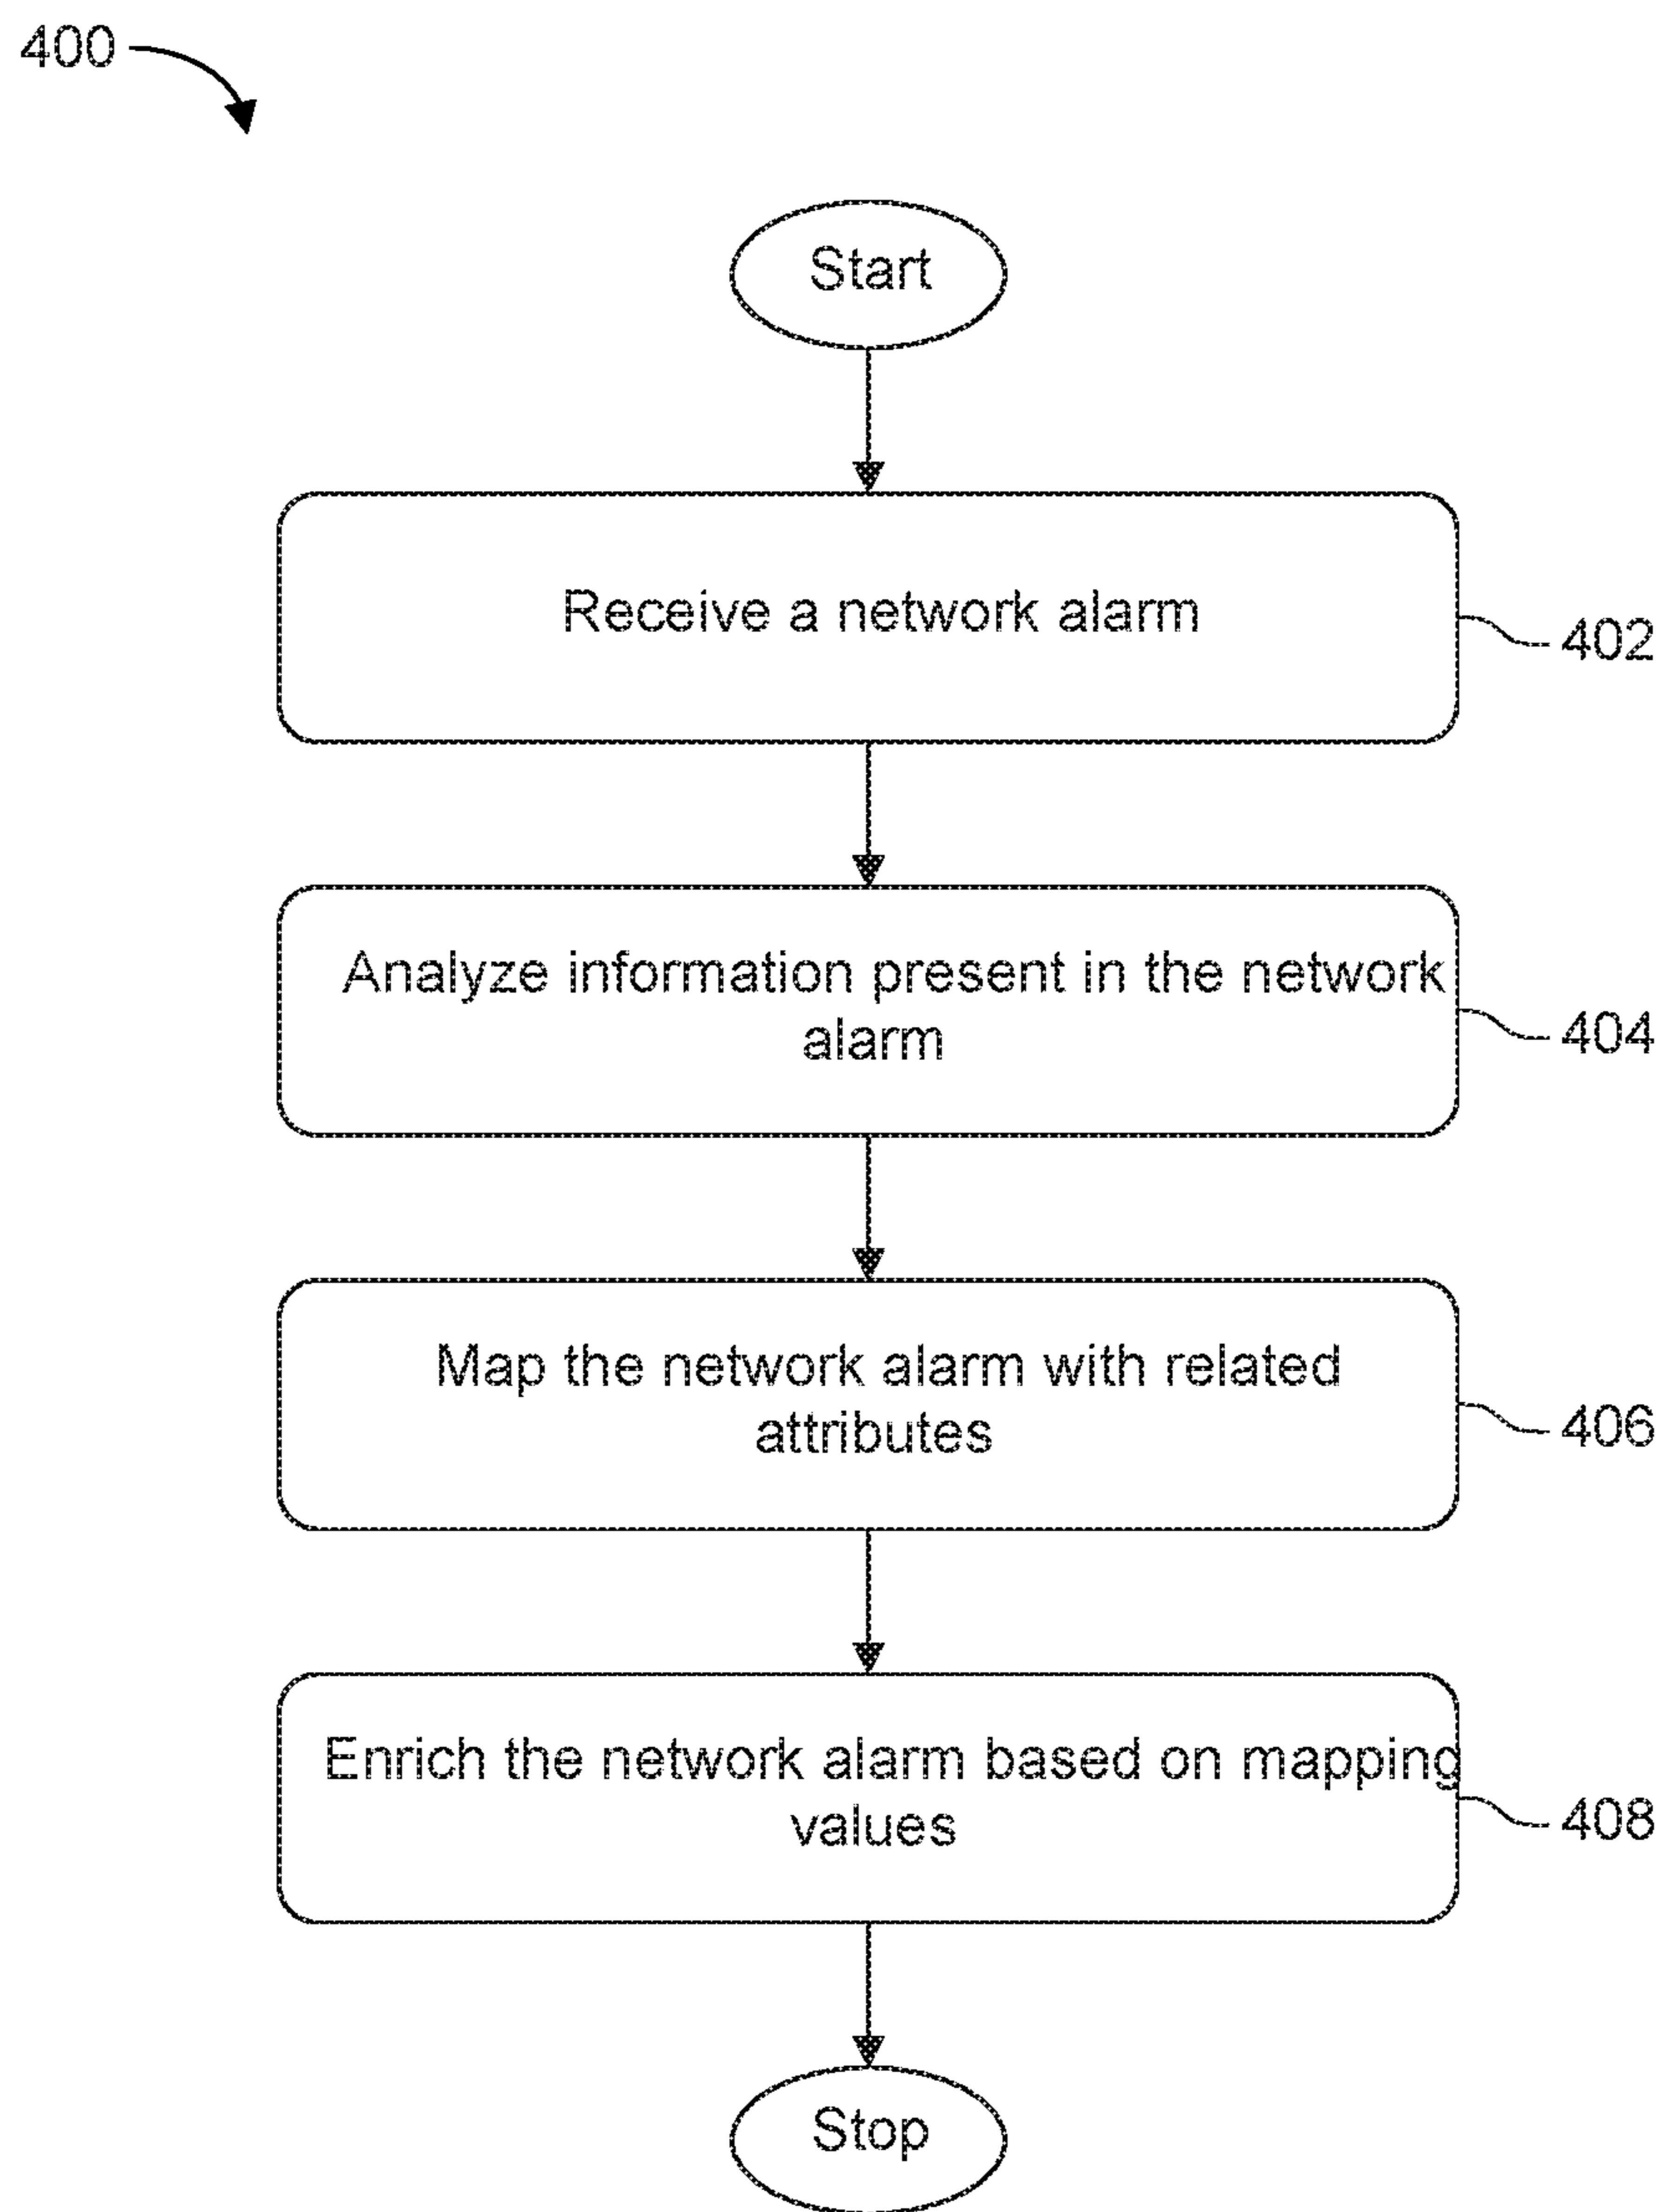 400
Start
Receive a network alarm
402
Analyze information present in the network
alarm
404
Map the network alarm with related
attributes
406
Enrich the network alarm based on mapping
values
408
Stop